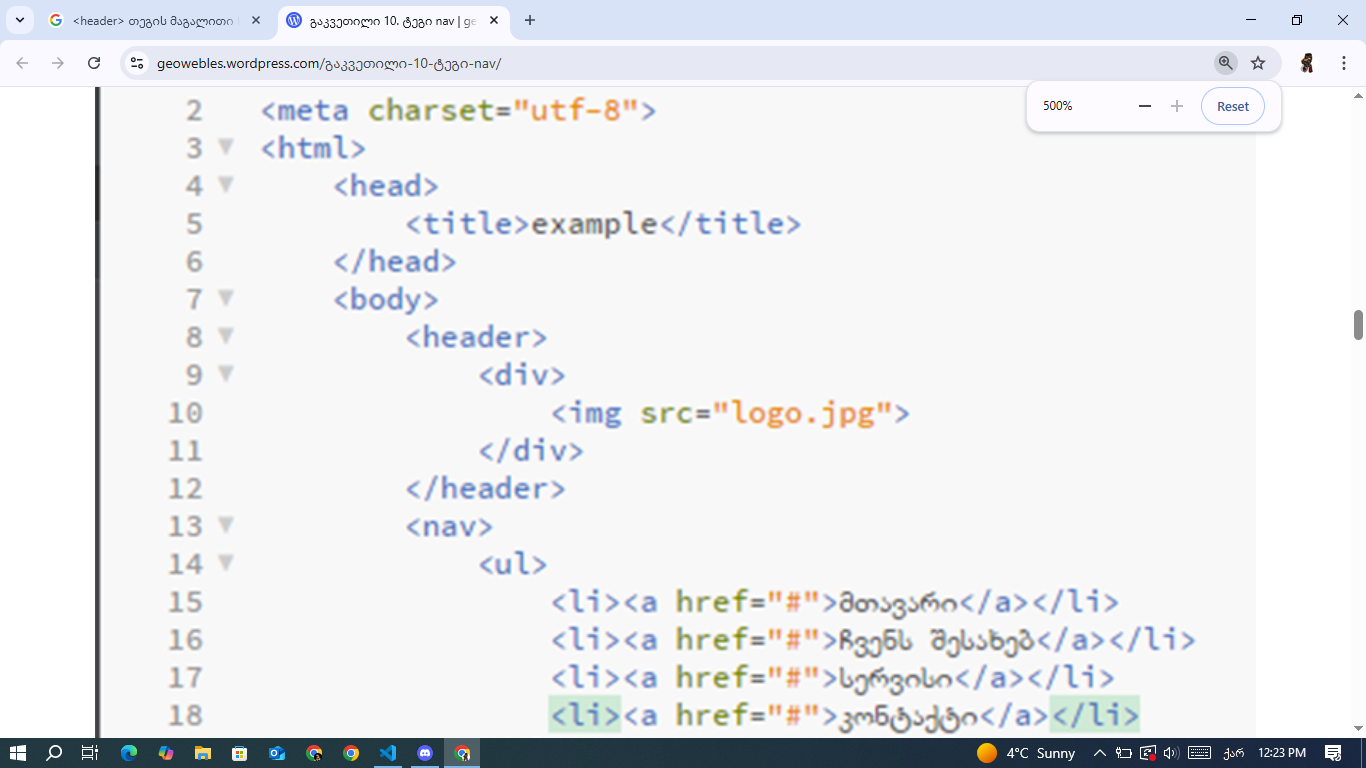 <header> თეგის მაგალითი
გაკვეთილი 10. ტეგი nav | ge
geowebles.wordpress.com/გაკვეთილი-10-ტეგი-nav/
500%
Reset
2 <meta charset="utf-8">
3 <html>
4 <head>
5 <title>example</title>
6 </head>
7 <body>
8 <header>
9 <div>
10 <img src="logo.jpg">
11 </div>
12 </header>
13 <nav>
14 <ul>
15 <li><a href="#">მთავარი</a></li>
16 <li><a href="#">ჩვენს შესახებ</a></li>
17 <li><a href="#">სერვისი</a></li>
18 <li><a href="#">კონტაქტი</a></li>
4°C Sunny
ქარ
12:23 PM